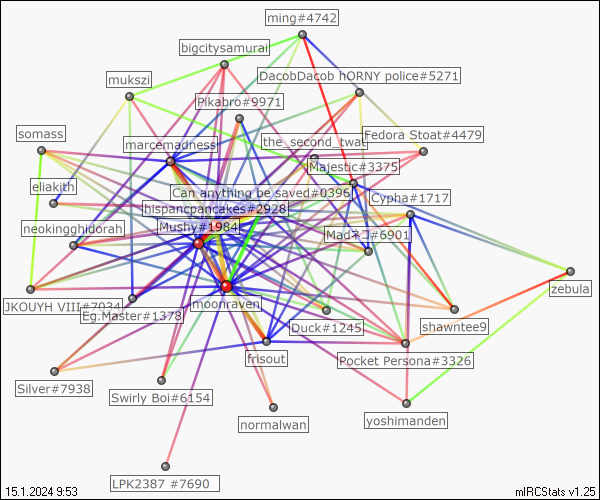 ming#4742
bigcitysamurai
DacobDacob hORNY police#5271
mukszi
Pikabro#9971
somass
marcemadness
the_second_twat
Fedora Stoat#4479
Majestic#3375
eliakith
Can anything be saved#0396
Cypha#1717
hispancpancakes#2928
neokingghidorah
Mushy#1984
Madネコ#6901
zebula
JKOUYH VIII#7934
moonraven
Eg.Master#1378
Duck#1245
shawntee9
frisout
Pocket Persona#3326
Silver#7938
Swirly Boi#6154
normalwan
yoshimanden
LPK2387 #7690
15.1.2024 9:53
mIRCStats v1.25